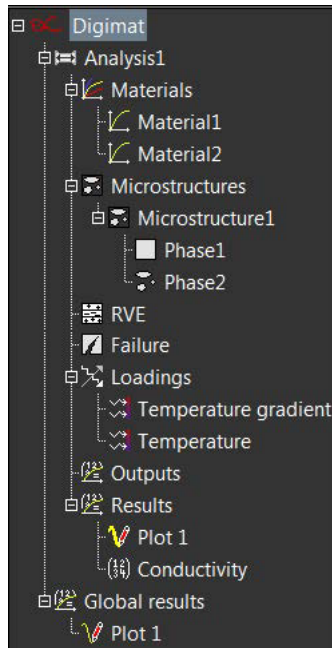 Digimat
Analysis1
Materials
Material1
Material2
Microstructures
Microstructure1
Phase1
Phase2
RVE
Failure
Loadings
Temperature gradient
Temperature
Outputs
Results
Plot 1
Conductivity
Global results
Plot 1